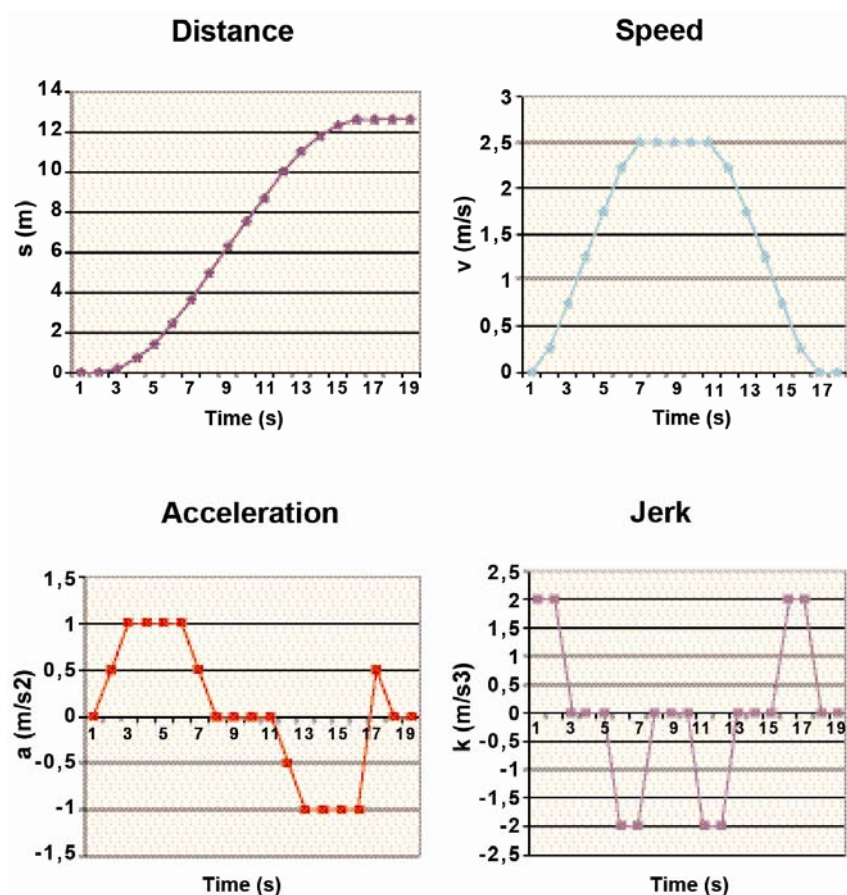 Distance
14
12
10
8
6
4
2
0
s (m)
1 3 5 7 9 11 13 15 17 19
Time (s)
Speed
3
2,5
2
1,5
1
0,5
0
v (m/s)
1 3 5 7 9 11 13 15 17
Time (s)
Acceleration
1,5
1
0,5
0
-0,5
-1
-1,5
a (m/s2)
1 3 5 7 9 11 13 15 17 19
Time (s)
Jerk
2,5
2
1,5
1
0,5
0
-0,5
-1
-1,5
-2
-2,5
k (m/s3)
1 3 5 7 9 11 13 15 17 19
Time (s)